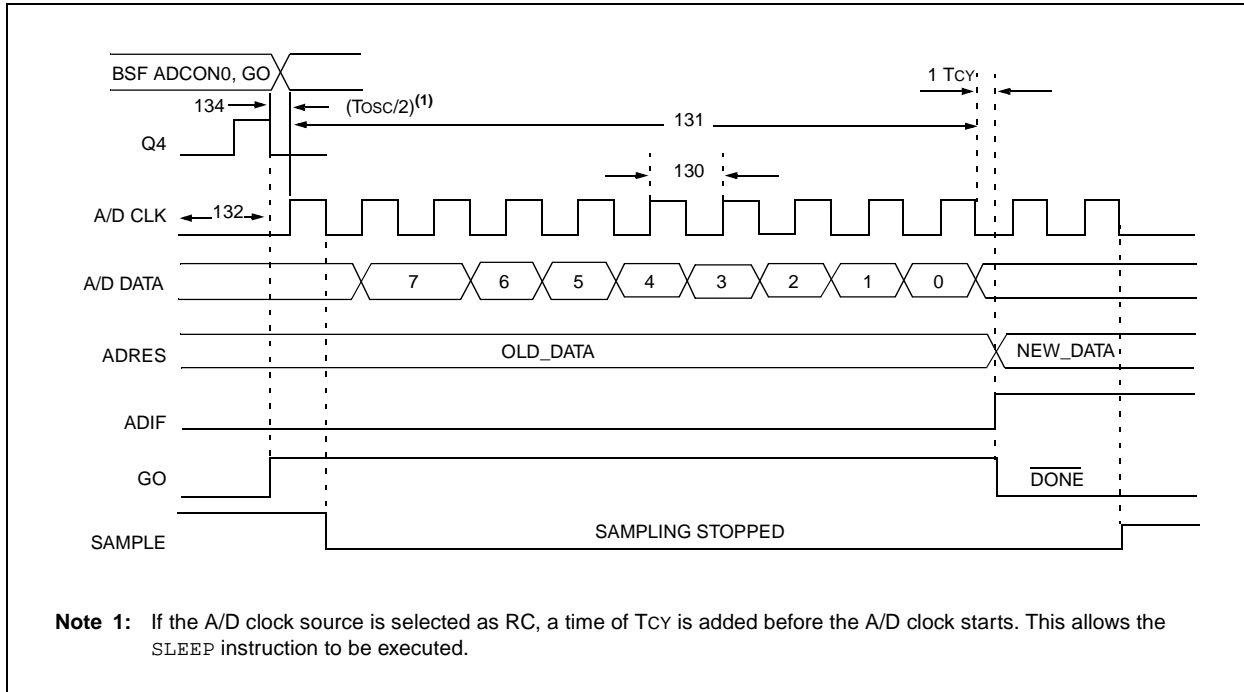 BSF ADCON0, GO
1 TCY
134
(TOSC/2)(1)
131
Q4
130
A/D CLK
132
A/D DATA
7 6 5 4 3 2 1 0
ADRES
OLD_DATA
NEW_DATA
ADIF
GO
DONE
SAMPLE
SAMPLING STOPPED
Note 1: If the A/D clock source is selected as RC, a time of TCY is added before the A/D clock starts. This allows the
SLEEP instruction to be executed.